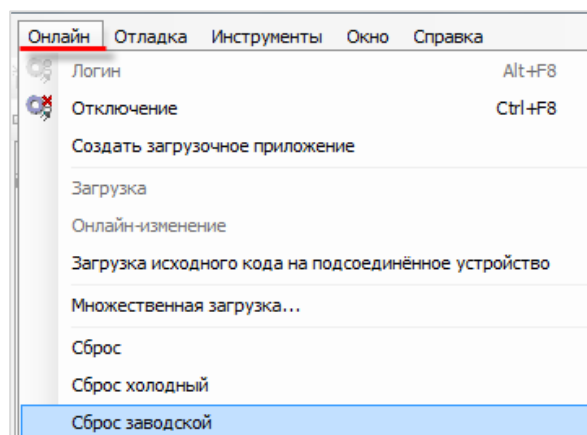 Онлайн Отладка Инструменты Окно Справка
Логин Alt+F8
Отключение Ctrl+F8
Создать загрузочное приложение
Загрузка
Онлайн-изменение
Загрузка исходного кода на подсоединённое устройство
Множественная загрузка...
Сброс
Сброс холодный
Сброс заводской